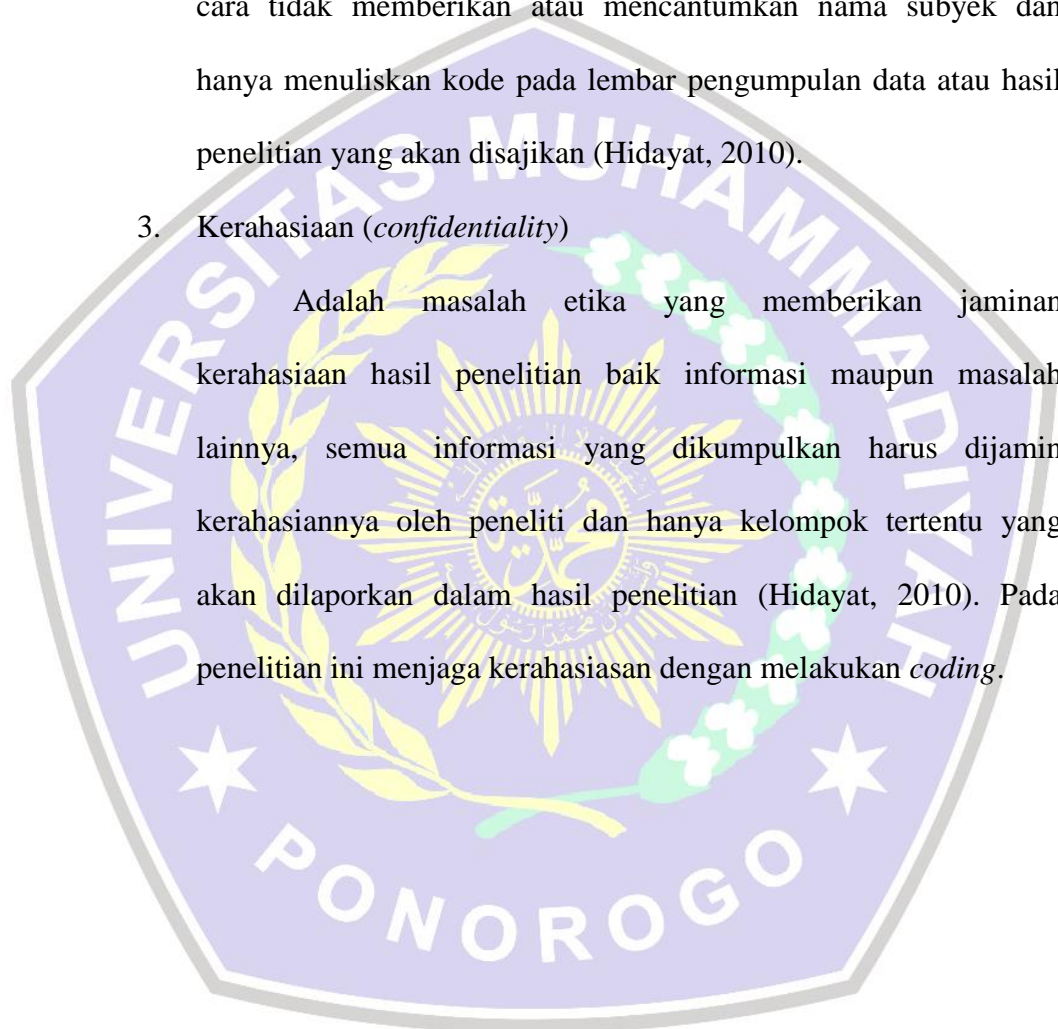 cara tidak memberikan atau mencantumkan nama subyek dan
hanya menuliskan kode pada lembar pengumpulan data atau hasil
penelitian yang akan disajikan (Hidayat, 2010).
3. Kerahasiaan (confidentiality)
Adalah masalah etika yang memberikan jaminan
kerahasiaan hasil penelitian baik informasi maupun masalah
lainnya, semua informasi yang dikumpulkan harus dijamin
kerahasiannya oleh peneliti dan hanya kelompok tertentu yang
akan dilaporkan dalam hasil penelitian (Hidayat, 2010). Pada
penelitian ini menjaga kerahasiasan dengan melakukan coding.
UNIVERSITAS MUHAMMADIYAH
PONOROGO